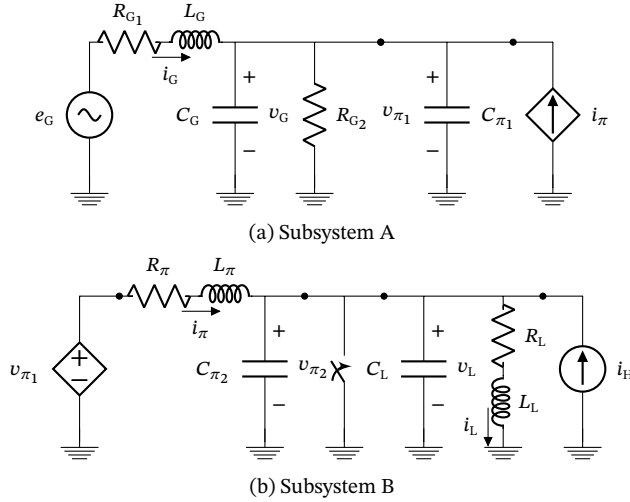 R_G1 L_G
i_G
e_G
C_G
+
v_G
−
R_G2
v_π1
+
−
C_π1
i_π
(a) Subsystem A
R_π L_π
i_π
v_π1
+
−
C_π2
+
v_π2
−
C_L
+
v_L
−
R_L
L_L
i_L
i_H
(b) Subsystem B